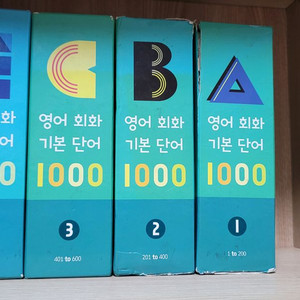 C
영어 회화
기본 단어
1000
3
401 to 600
B
영어 회화
기본 단어
1000
2
201 to 400
A
영어 회화
기본 단어
1000
1
1 to 200